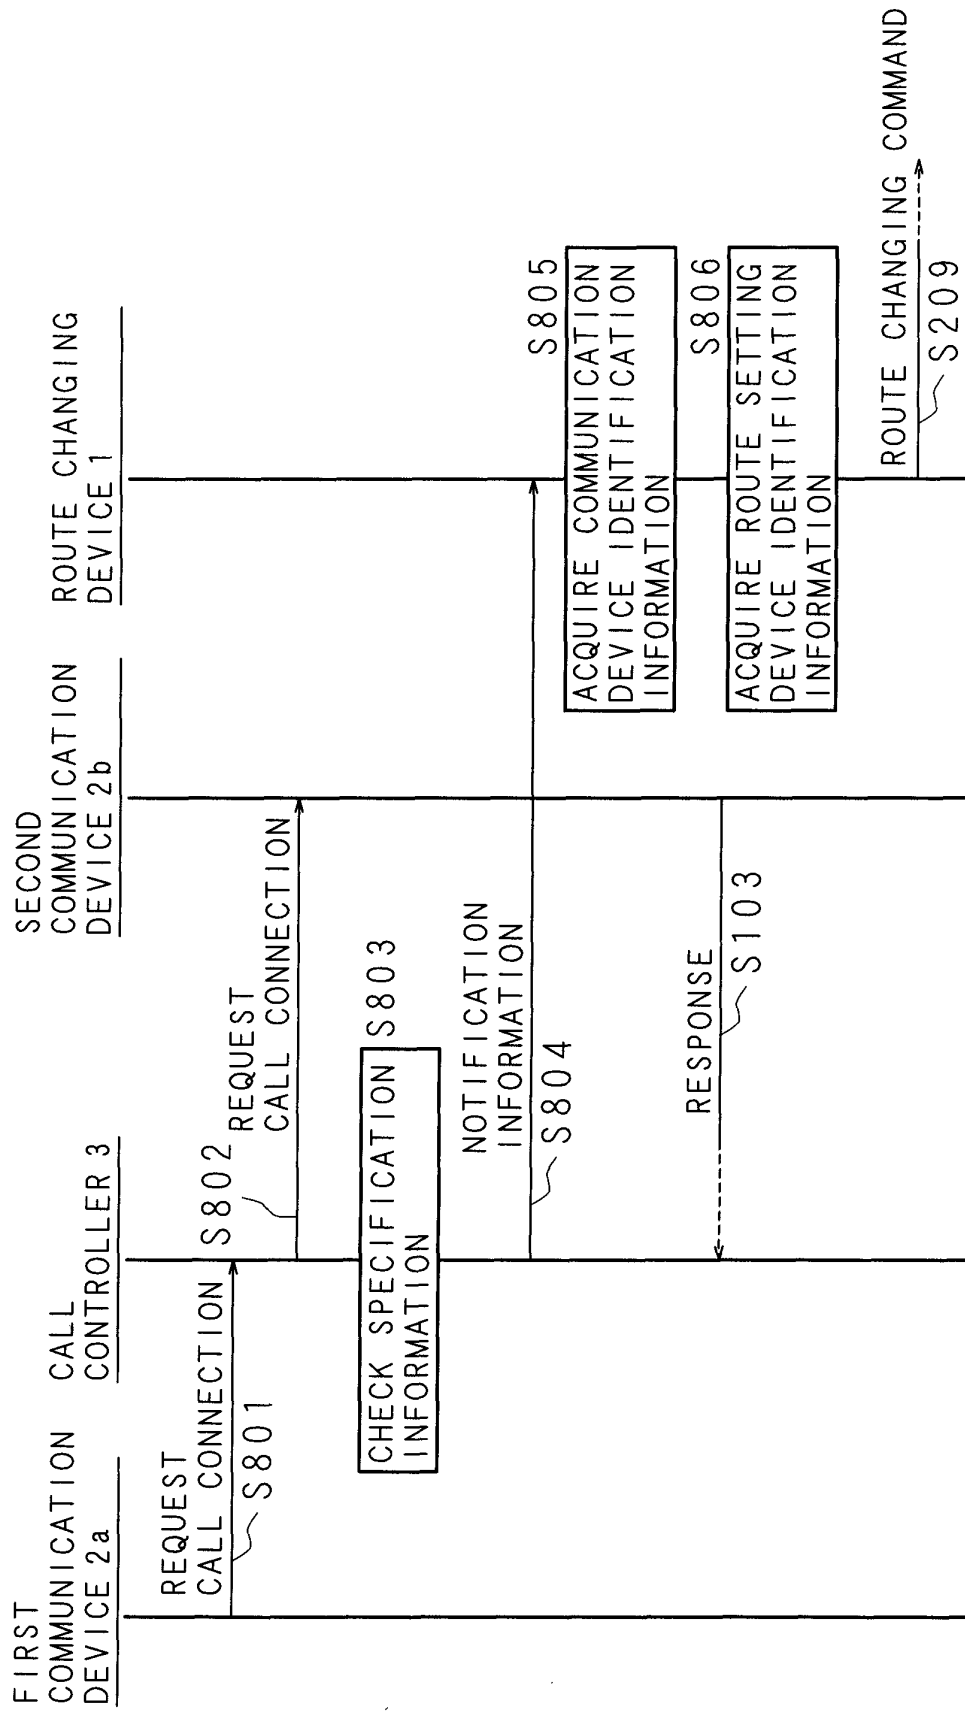 FIRST
COMMUNICATION
DEVICE 2a
CALL
CONTROLLER 3
SECOND
COMMUNICATION
DEVICE 2b
ROUTE CHANGING
DEVICE 1
REQUEST
CALL CONNECTION
S801
S802
REQUEST
CALL CONNECTION
CHECK SPECIFICATION
INFORMATION
S803
NOTIFICATION
INFORMATION
S804
S805
ACQUIRE COMMUNICATION
DEVICE IDENTIFICATION
INFORMATION
RESPONSE
S103
S806
ACQUIRE ROUTE SETTING
DEVICE IDENTIFICATION
INFORMATION
ROUTE CHANGING COMMAND
S209